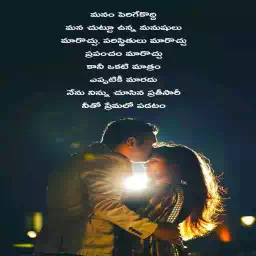 మనం పెరిగేకొద్ది
మన చుట్టూ ఉన్న మనుషులు
మారొచ్చు, పరిస్థితులు మారొచ్చు
ప్రపంచం మారొచ్చు
కానీ ఒకటి మాత్రం
ఎప్పటికీ మారదు
నేను నిన్ను చూసిన ప్రతీసారీ
నీతో ప్రేమలో పడటం